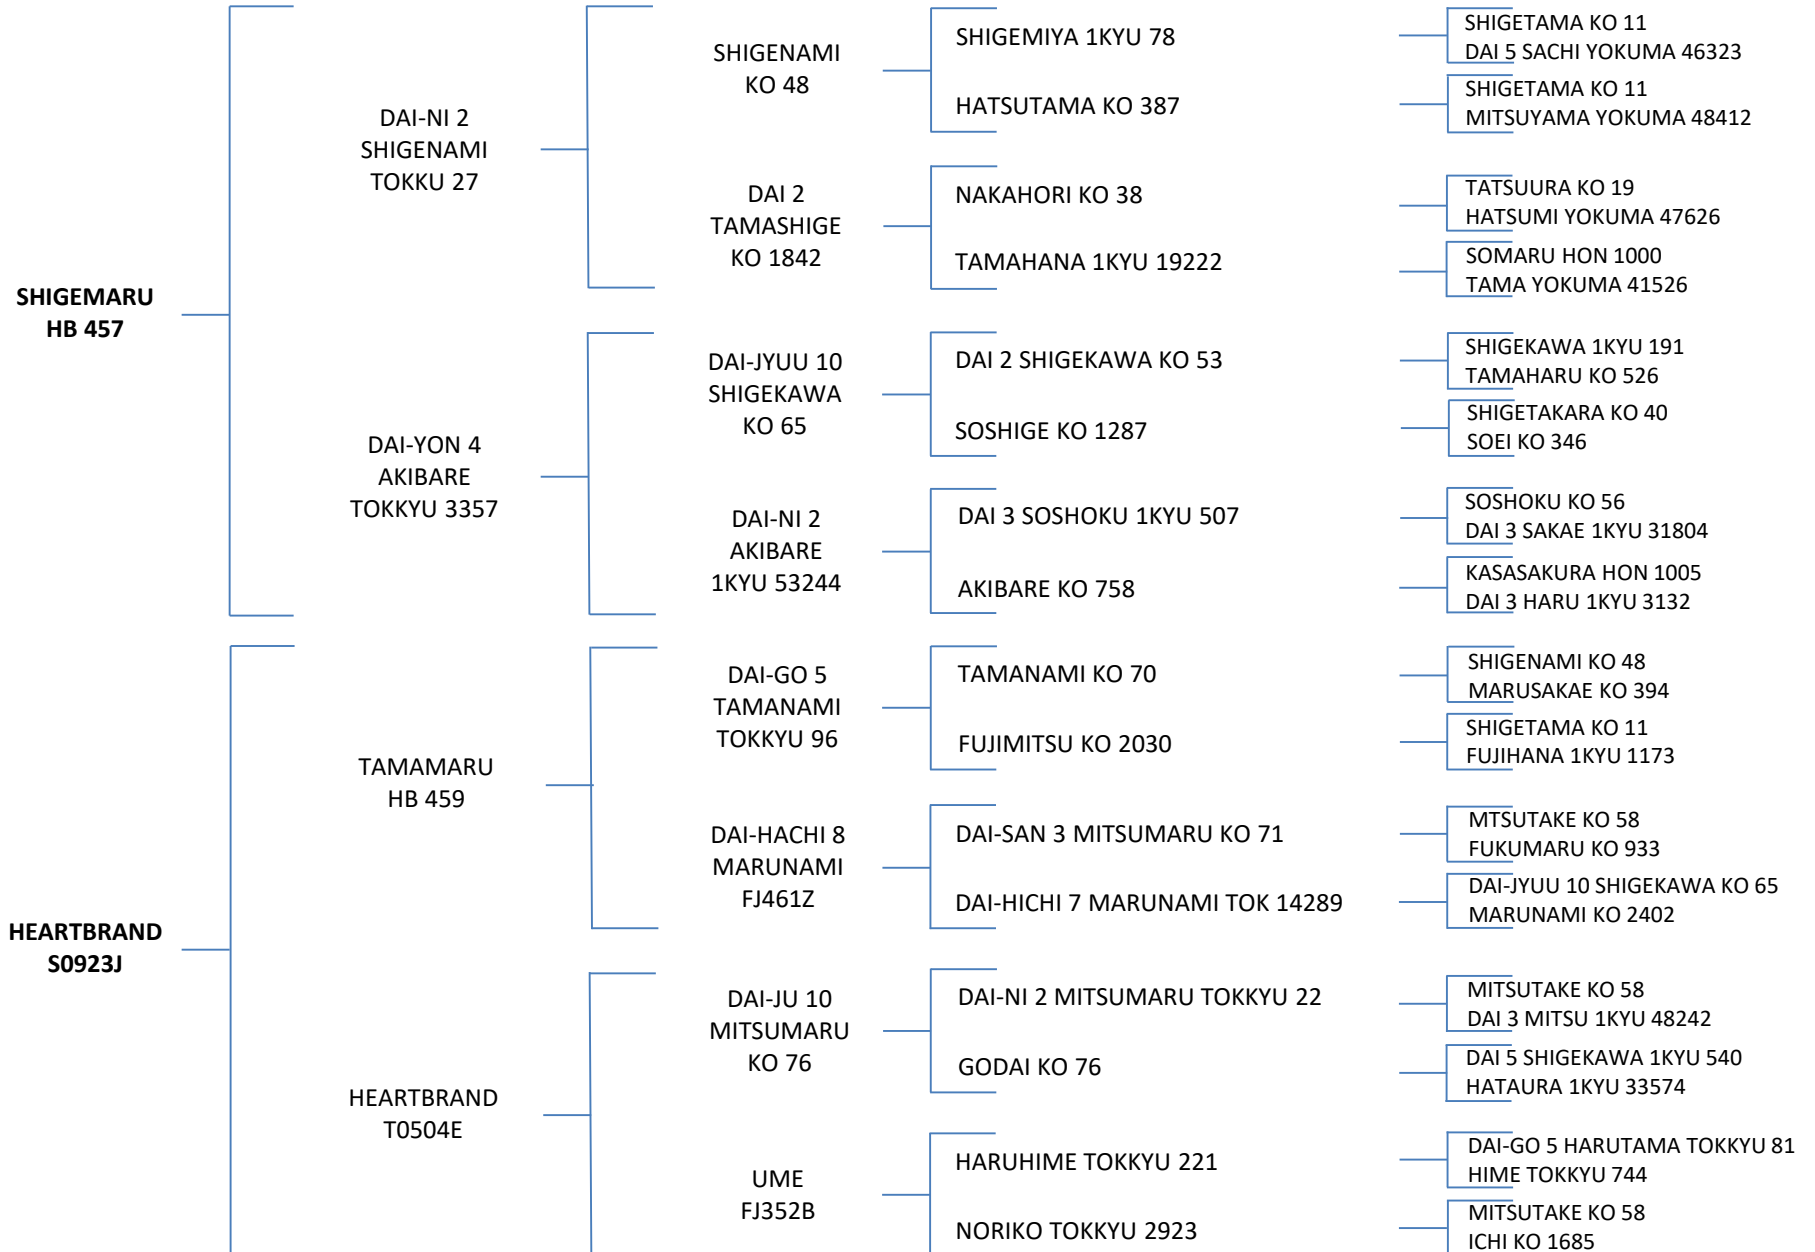 SHIGEMARU
HB 457
DAI-NI 2
SHIGENAMI
TOKKU 27
SHIGENAMI
KO 48
SHIGEMIYA 1KYU 78
SHIGETAMA KO 11
DAI 5 SACHI YOKUMA 46323
HATSUTAMA KO 387
SHIGETAMA KO 11
MITSUYAMA YOKUMA 48412
DAI 2
TAMASHIGE
KO 1842
NAKAHORI KO 38
TATSUURA KO 19
HATSUMI YOKUMA 47626
TAMAHANA 1KYU 19222
SOMARU HON 1000
TAMA YOKUMA 41526
DAI-YON 4
AKIBARE
TOKKYU 3357
DAI-JYUU 10
SHIGEKAWA
KO 65
DAI 2 SHIGEKAWA KO 53
SHIGEKAWA 1KYU 191
TAMAHARU KO 526
SOSHIGE KO 1287
SHIGETAKARA KO 40
SOEI KO 346
DAI-NI 2
AKIBARE
1KYU 53244
DAI 3 SOSHOKU 1KYU 507
SOSHOKU KO 56
DAI 3 SAKAE 1KYU 31804
AKIBARE KO 758
KASASAKURA HON 1005
DAI 3 HARU 1KYU 3132
HEARTBRAND
S0923J
TAMAMARU
HB 459
DAI-GO 5
TAMANAMI
TOKKYU 96
TAMANAMI KO 70
SHIGENAMI KO 48
MARUSAKAE KO 394
FUJIMITSU KO 2030
SHIGETAMA KO 11
FUJIHANA 1KYU 1173
DAI-HACHI 8
MARUNAMI
FJ461Z
DAI-SAN 3 MITSUMARU KO 71
MTSUTAKE KO 58
FUKUMARU KO 933
DAI-HICHI 7 MARUNAMI TOK 14289
DAI-JYUU 10 SHIGEKAWA KO 65
MARUNAMI KO 2402
HEARTBRAND
T0504E
DAI-JU 10
MITSUMARU
KO 76
DAI-NI 2 MITSUMARU TOKKYU 22
MITSUTAKE KO 58
DAI 3 MITSU 1KYU 48242
GODAI KO 76
DAI 5 SHIGEKAWA 1KYU 540
HATAURA 1KYU 33574
UME
FJ352B
HARUHIME TOKKYU 221
DAI-GO 5 HARUTAMA TOKKYU 81
HIME TOKKYU 744
NORIKO TOKKYU 2923
MITSUTAKE KO 58
ICHI KO 1685